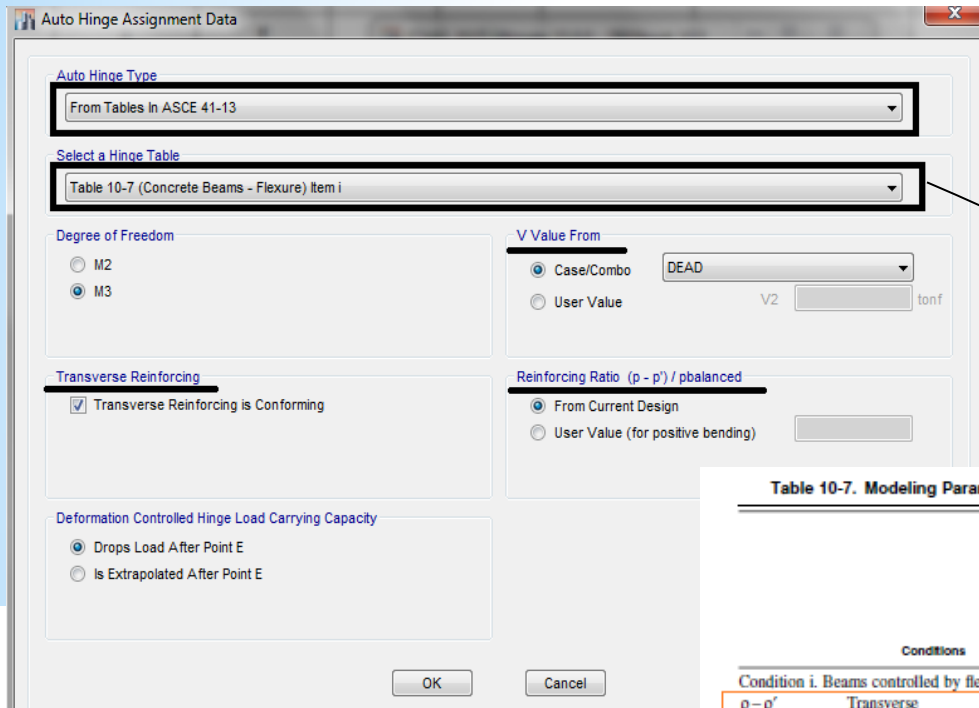 Auto Hinge Assignment Data
Auto Hinge Type
From Tables In ASCE 41-13
Select a Hinge Table
Table 10-7 (Concrete Beams - Flexure) Item i
Degree of Freedom
M2
M3
V Value From
Case/Combo DEAD
User Value V2 tonf
Transverse Reinforcing
Transverse Reinforcing is Conforming
Reinforcing Ratio (p - p') / pbalanced
From Current Design
User Value (for positive bending)
Deformation Controlled Hinge Load Carrying Capacity
Drops Load After Point E
Is Extrapolated After Point E
OK Cancel
Table 10-7. Modeling Para
Conditions
Condition i. Beams controlled by fle
ρ – ρ′ Transverse